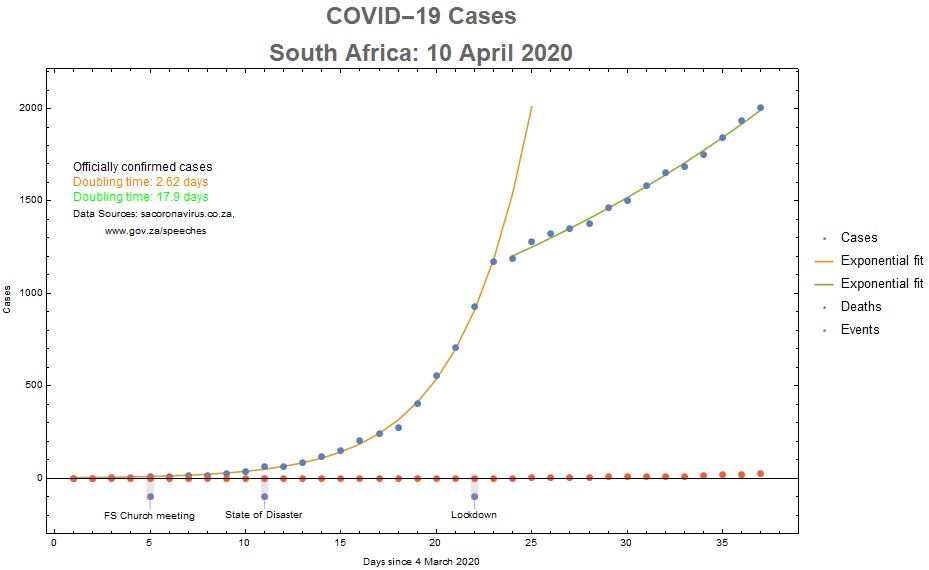 COVID–19 Cases
South Africa: 10 April 2020
2000
1500
1000
500
0
Cases
Officially confirmed cases
Doubling time: 2.62 days
Doubling time: 17.9 days
Data Sources: sacoronavirus.co.za,
www.gov.za/speeches
FS Church meeting
State of Disaster
Lockdown
0 5 10 15 20 25 30 35
Days since 4 March 2020
Cases
Exponential fit
Exponential fit
Deaths
Events